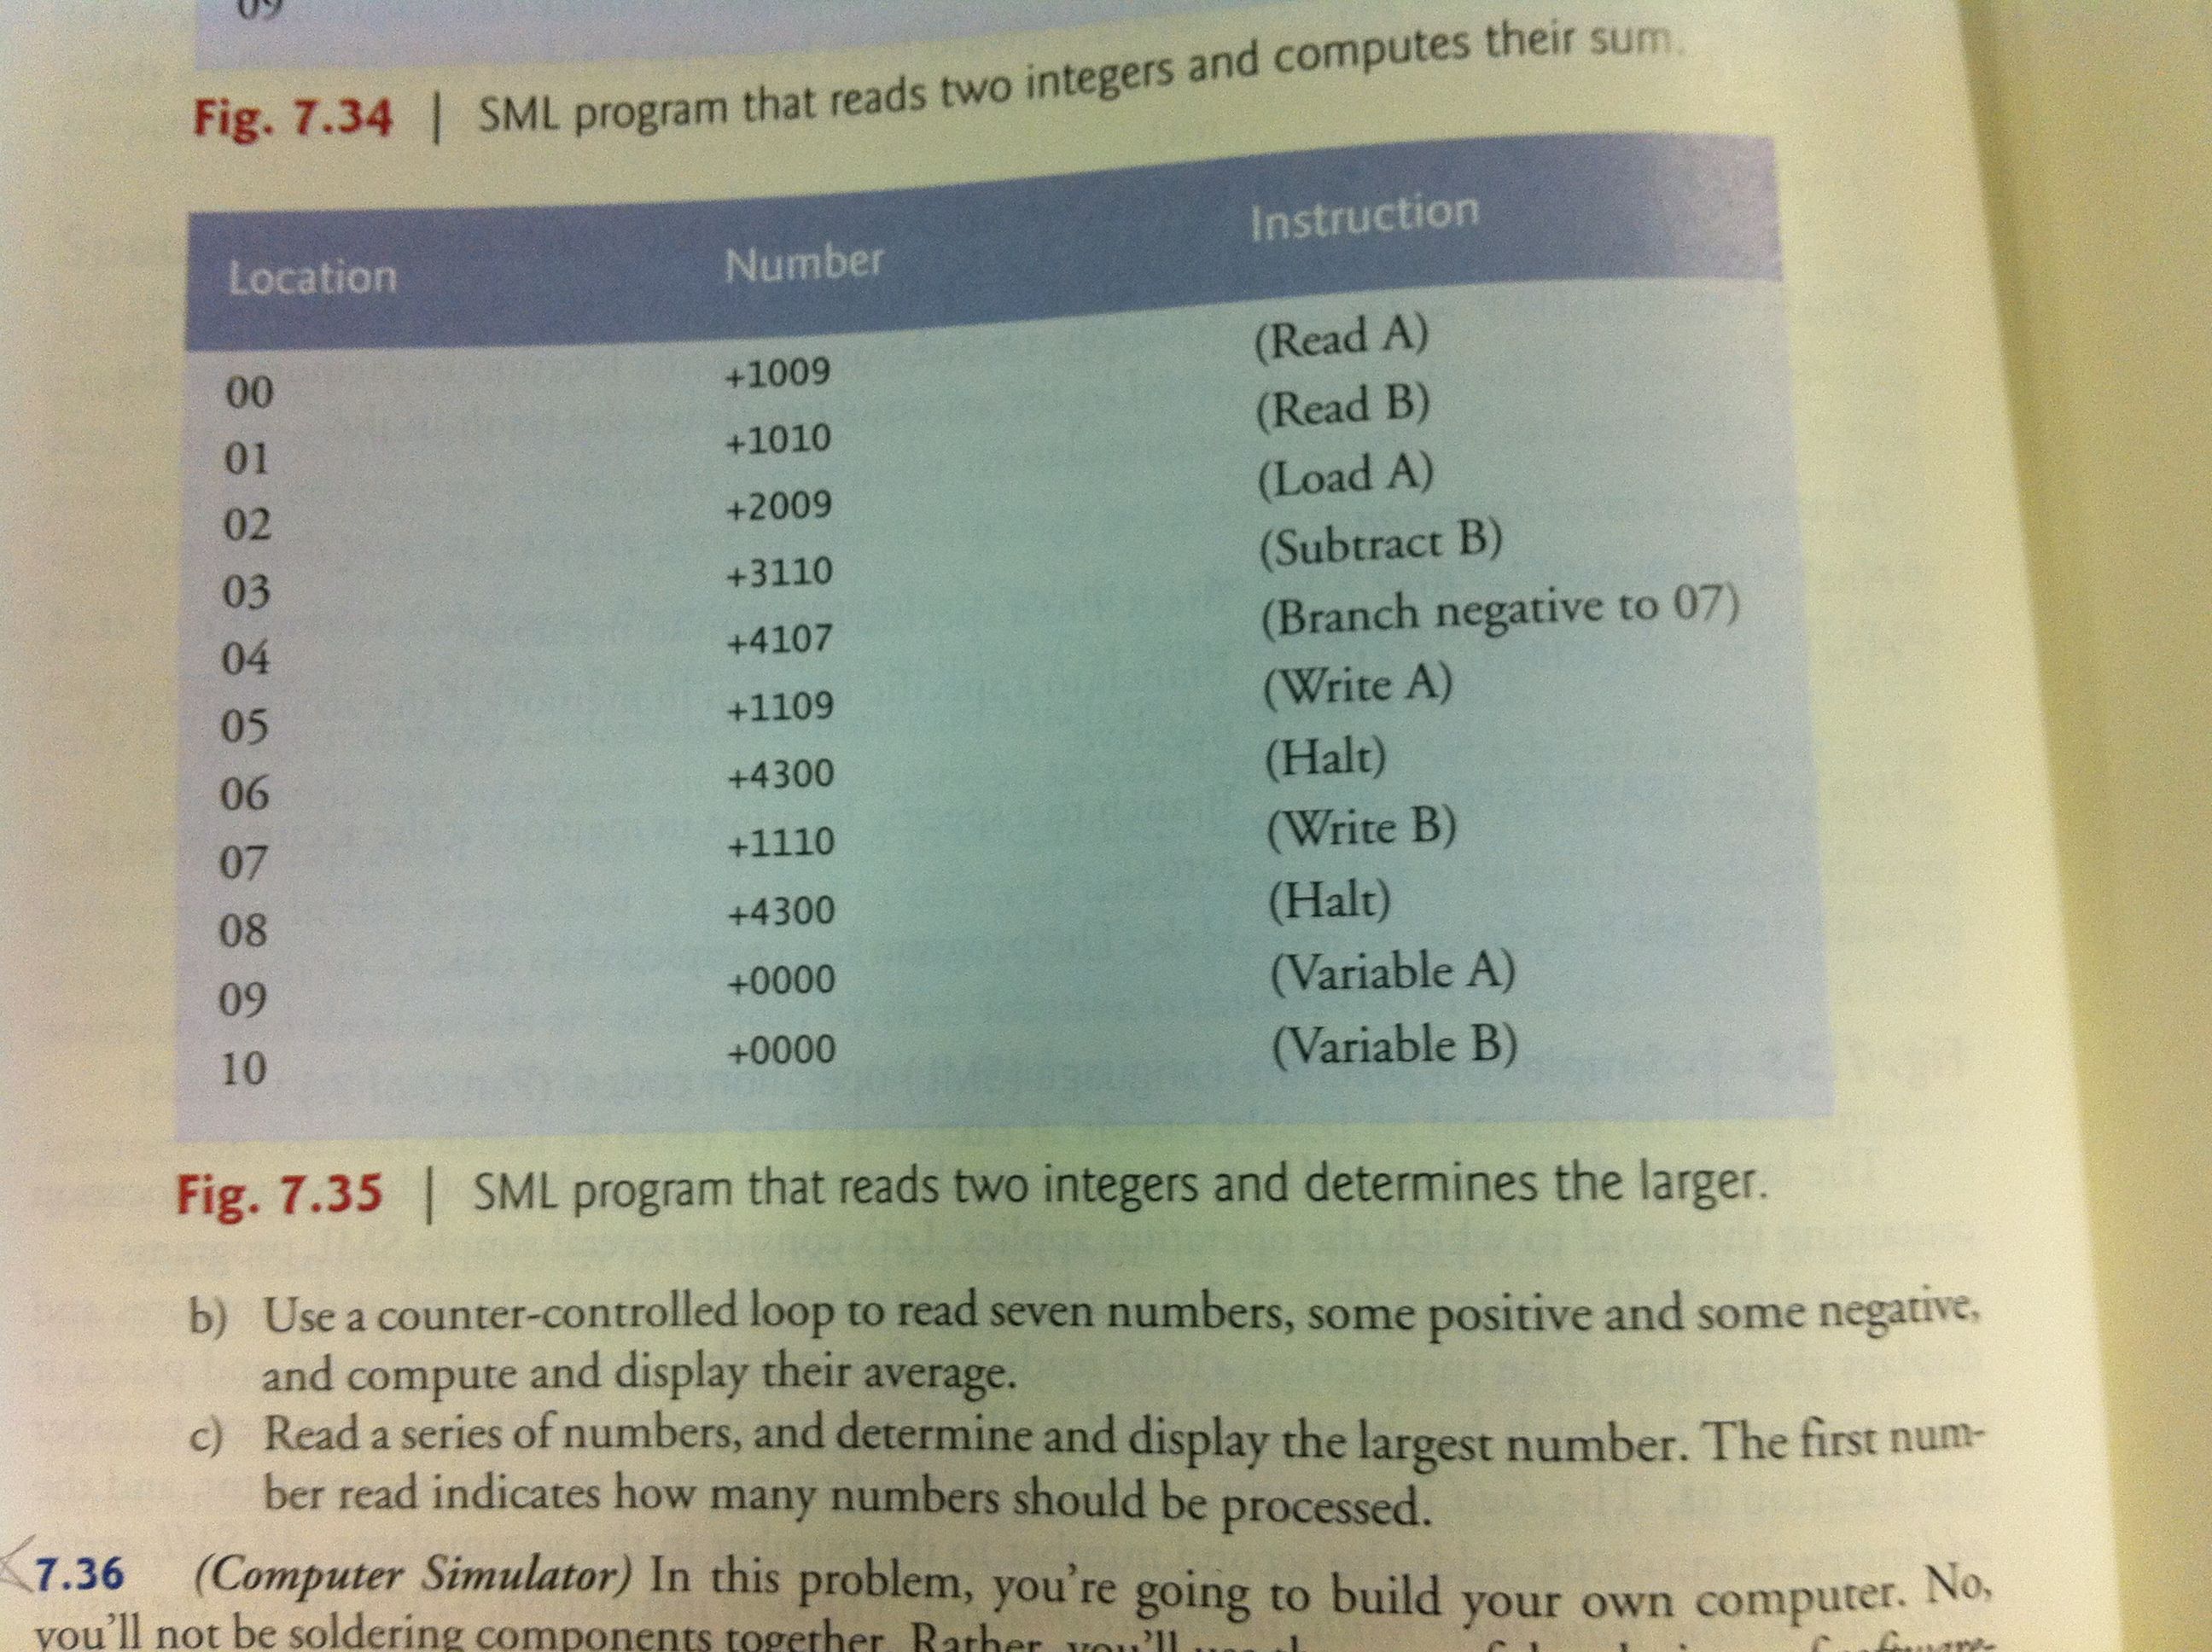 09
Fig. 7.34 | SML program that reads two integers and computes their sum.
Location Number Instruction
00 +1009 (Read A)
01 +1010 (Read B)
02 +2009 (Load A)
03 +3110 (Subtract B)
04 +4107 (Branch negative to 07)
05 +1109 (Write A)
06 +4300 (Halt)
07 +1110 (Write B)
08 +4300 (Halt)
09 +0000 (Variable A)
10 +0000 (Variable B)
Fig. 7.35 | SML program that reads two integers and determines the larger.
b) Use a counter-controlled loop to read seven numbers, some positive and some negative,
and compute and display their average.
c) Read a series of numbers, and determine and display the largest number. The first num-
ber read indicates how many numbers should be processed.
7.36 (Computer Simulator) In this problem, you're going to build your own computer. No,
you'll not be soldering components together. Rather, you'll